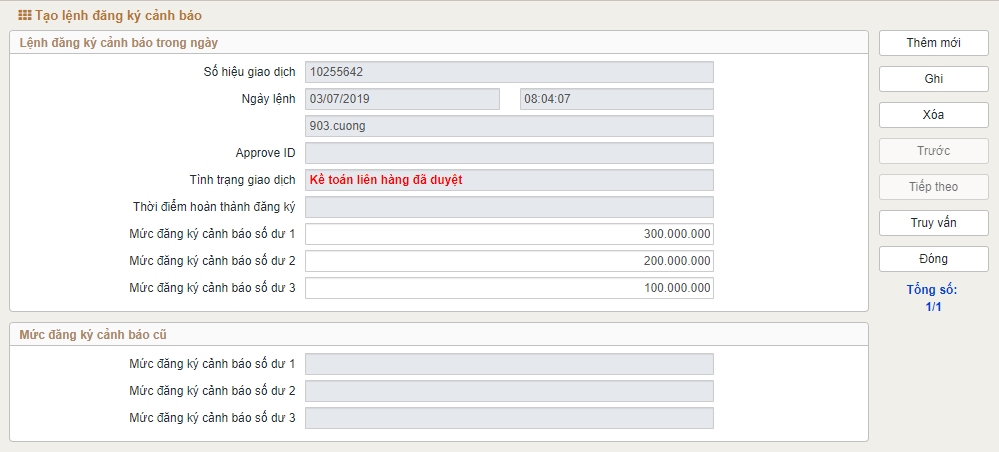 Tạo lệnh đăng ký cảnh báo
Lệnh đăng ký cảnh báo trong ngày
Số hiệu giao dịch 10255642
Ngày lệnh 03/07/2019 08:04:07
903.cuong
Approve ID
Tình trạng giao dịch Kế toán liên hàng đã duyệt
Thời điểm hoàn thành đăng ký
Mức đăng ký cảnh báo số dư 1 300.000.000
Mức đăng ký cảnh báo số dư 2 200.000.000
Mức đăng ký cảnh báo số dư 3 100.000.000
Mức đăng ký cảnh báo cũ
Mức đăng ký cảnh báo số dư 1
Mức đăng ký cảnh báo số dư 2
Mức đăng ký cảnh báo số dư 3
Thêm mới
Ghi
Xóa
Trước
Tiếp theo
Truy vấn
Đóng
Tổng số:
1/1